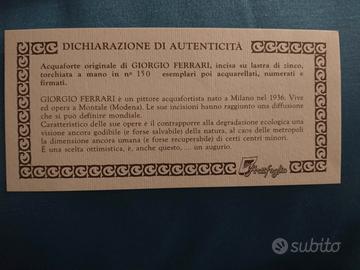 DICHIARAZIONE DI AUTENTICITÀ
Acquaforte originale di GIORGIO FERRARI, incisa su lastra di zinco,
torchiata a mano in nº 150 esemplari poi acquarellati, numerati e
firmati.
GIORGIO FERRARI è un pittore acquafortista nato a Milano nel 1936. Vive
ed opera a Montale (Modena). Le sue incisioni hanno raggiunto una diffusione
che si può definire mondiale.
Caratteristico delle sue opere è il contrapporre alla degradazione ecologica una
visione ancora godibile (e forse salvabile) della natura, al caos delle metropoli
la dimensione ancora umana (e forse recuperabile) di certi centri minori.
È una scelta ottimistica, è, anche questo, ... un augurio.
subito